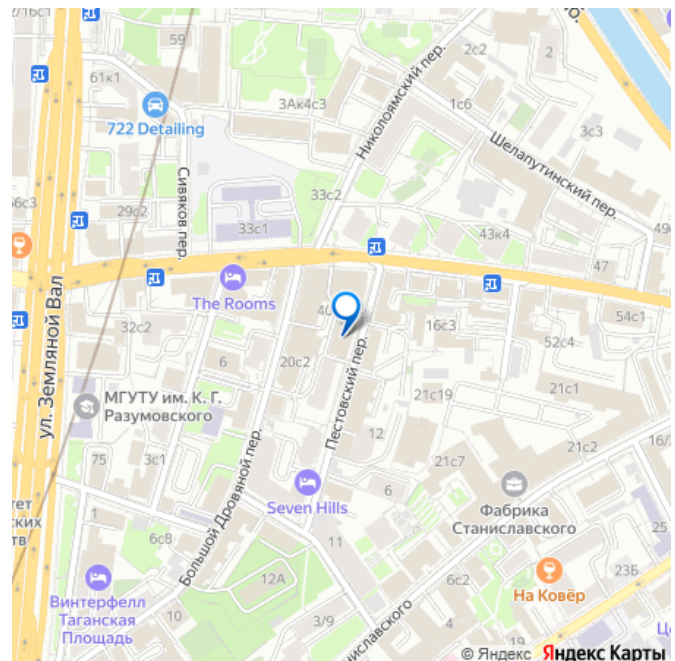 2/16с1
59
2с2
2
61к1
722 Detailing
3Ак4с3
Николоямский пер.
1с6
3с3
Шелапутинский пер.
Сивяков пер.
33с2
29с2
33с1
43к4
47
The Rooms
ул. Земляной Вал
32с2
16с3
54с1
52с4
6
20с2
Пестовский пер.
МГУТУ им. К. Г.
Разумовского
21с19
21с1
75
3с1
12
21с7
21с2
16/
Большой Дровяной пер.
Seven Hills
6
Фабрика
Станиславского
1
6с8
11
25
12А
6с2
23Б
На Ковёр
Винтерфелл
Таганская
Площадь
10
3/9
4
19
© Яндекс Яндекс Карты